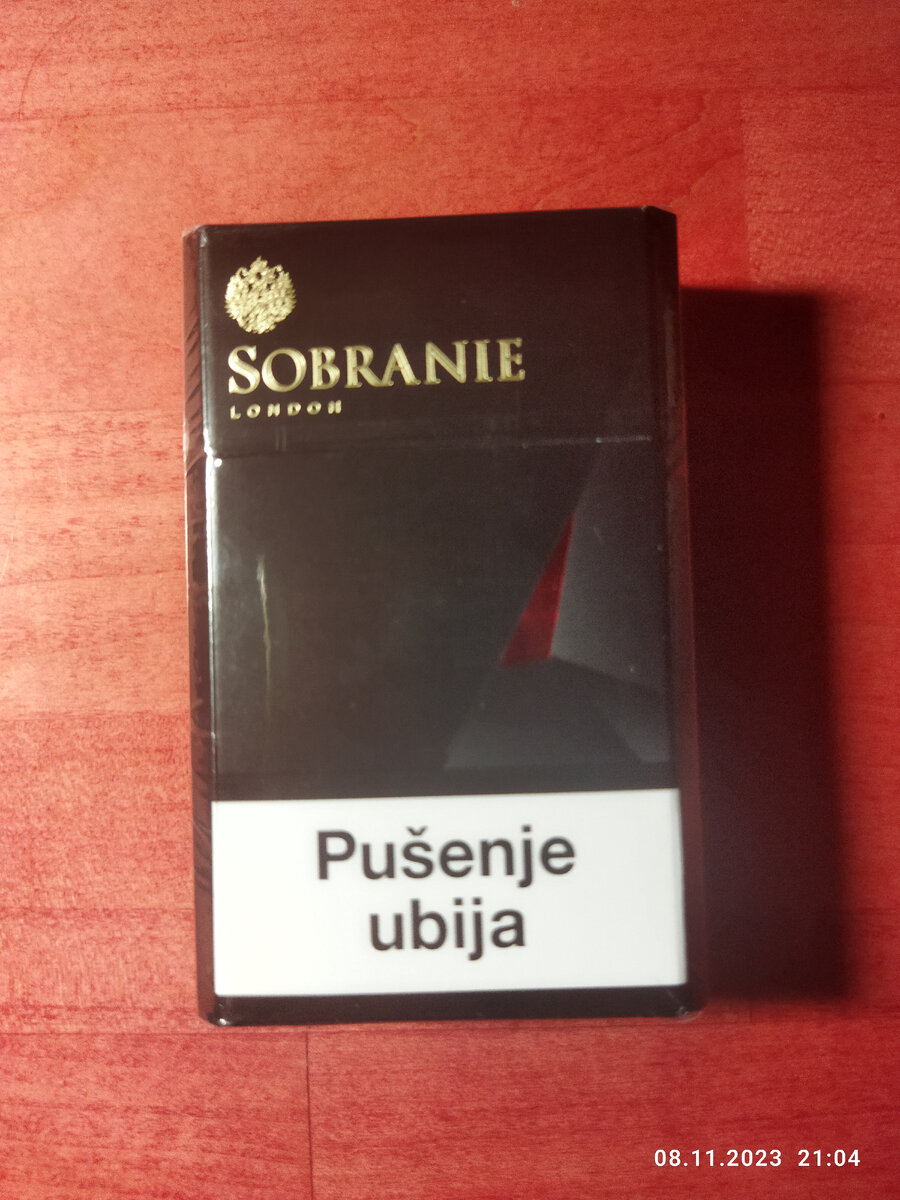 SOBRANIE
LONDON
Pušenje
ubija
08.11.2023 21:04